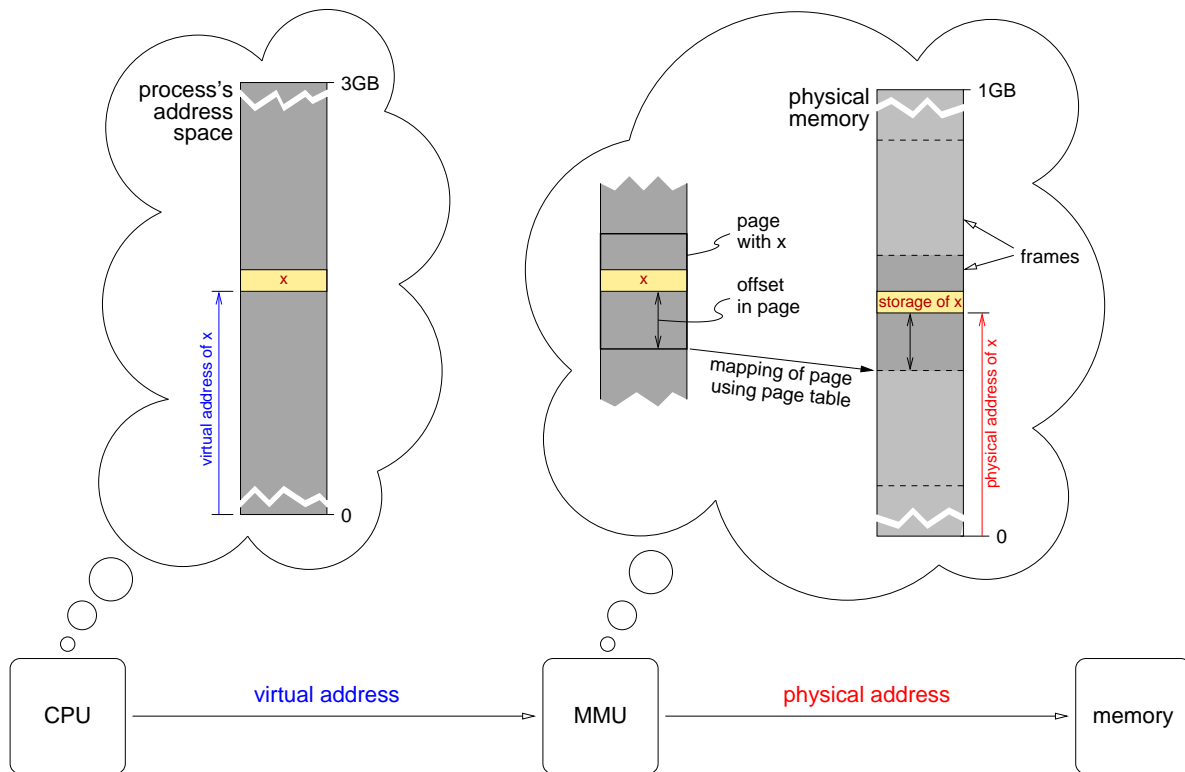 3GB
process's
address
space
x
virtual address of x
0
1GB
physical
memory
page
with x
x
offset
in page
frames
storage of x
mapping of page
using page table
physical address of x
0
virtual address
physical address
CPU
MMU
memory